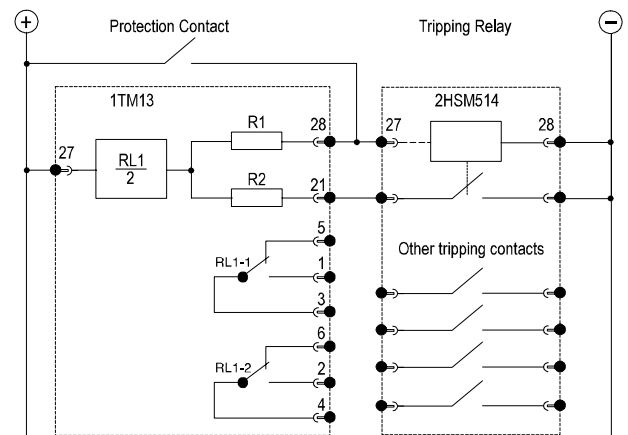 + Protection Contact Tripping Relay −
1TM13 2HSM514
27 RL1 R1 28 27 28
2 R2 21
5
RL1-1 1 Other tripping contacts
3
6
RL1-2 2
4